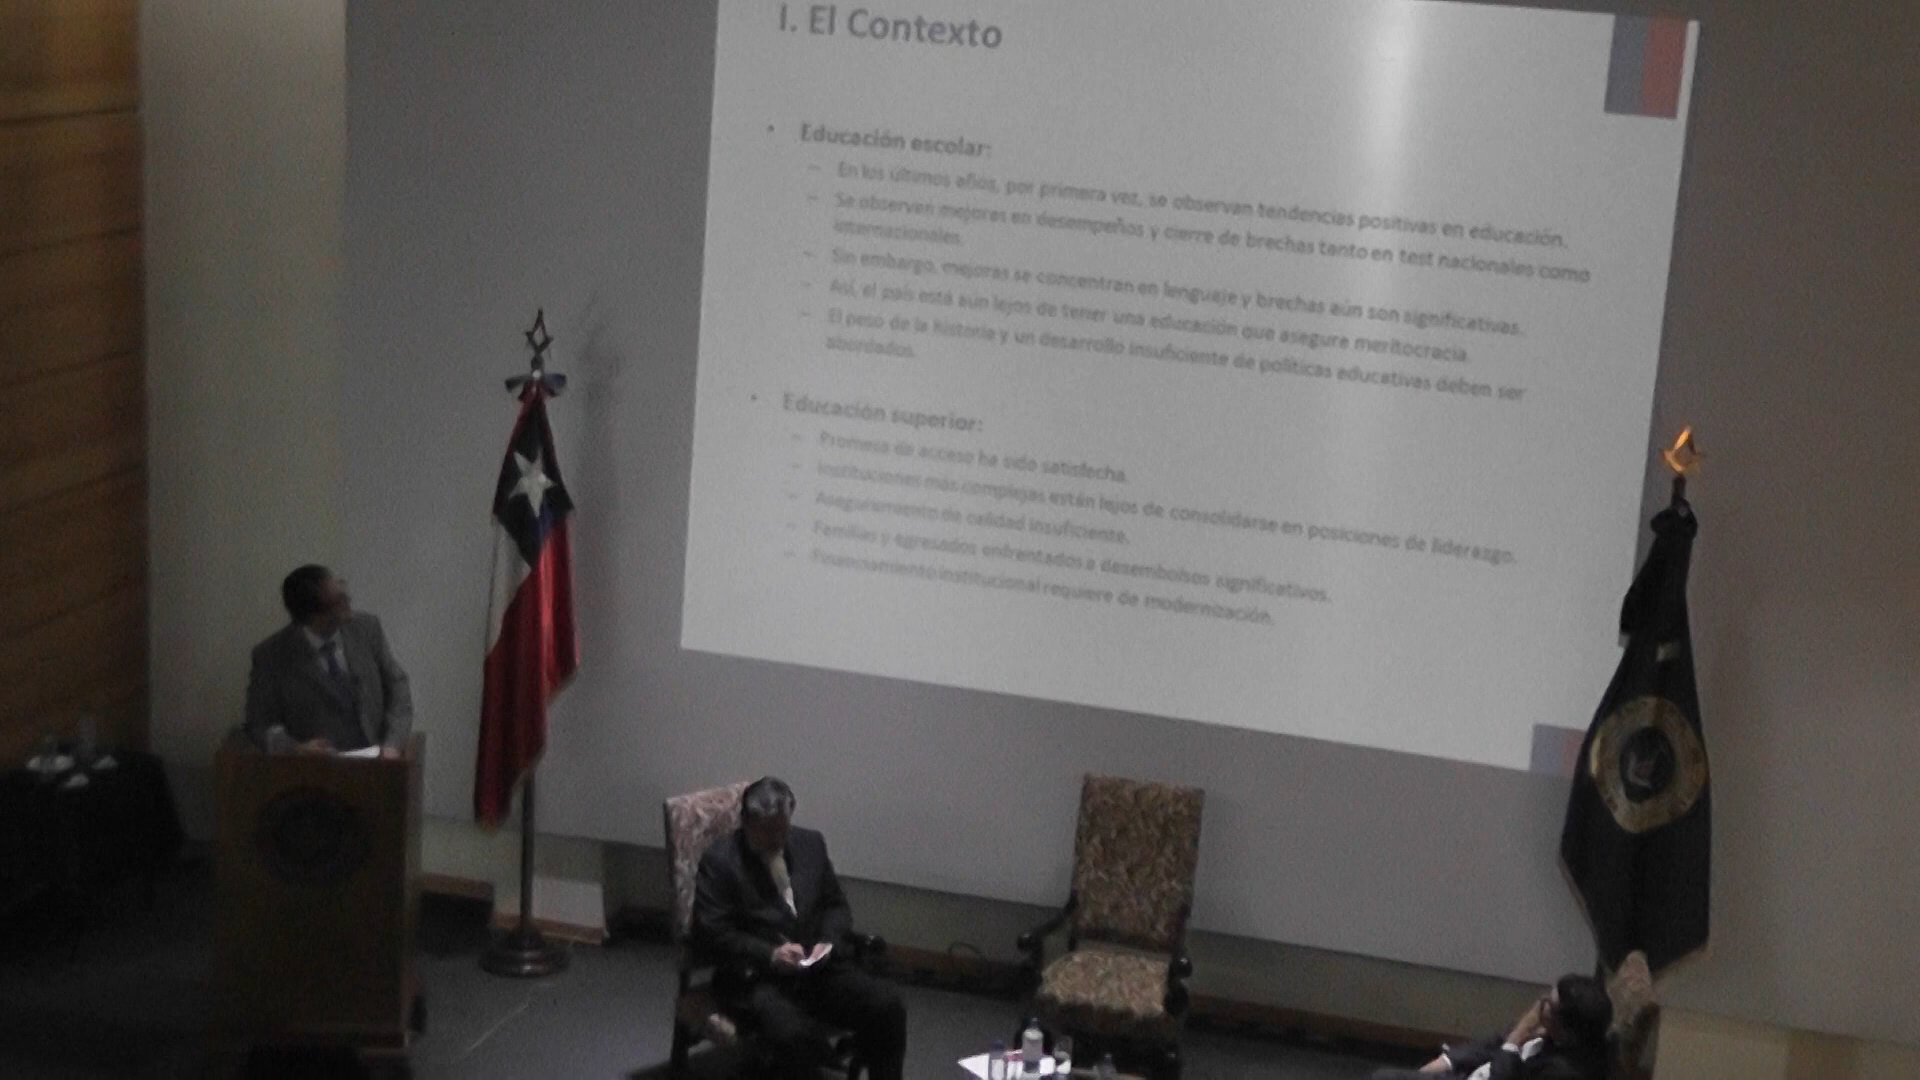 I. El Contexto
• Educación escolar:
– En los últimos años, por primera vez, se observan tendencias positivas en educación.
– Se observan mejoras en desempeños y cierre de brechas tanto en test nacionales como
internacionales.
– Sin embargo, mejoras se concentran en lenguaje y brechas aún son significativas.
– Así, el país está aún lejos de tener una educación que asegure meritocracia.
– El peso de la historia y un desarrollo insuficiente de políticas educativas deben ser
abordados.
• Educación superior:
– Promesa de acceso ha sido satisfecha.
– Instituciones más complejas están lejos de consolidarse en posiciones de liderazgo.
– Aseguramiento de calidad insuficiente.
– Familias y egresados enfrentados a desembolsos significativos.
– Financiamiento institucional requiere de modernización.